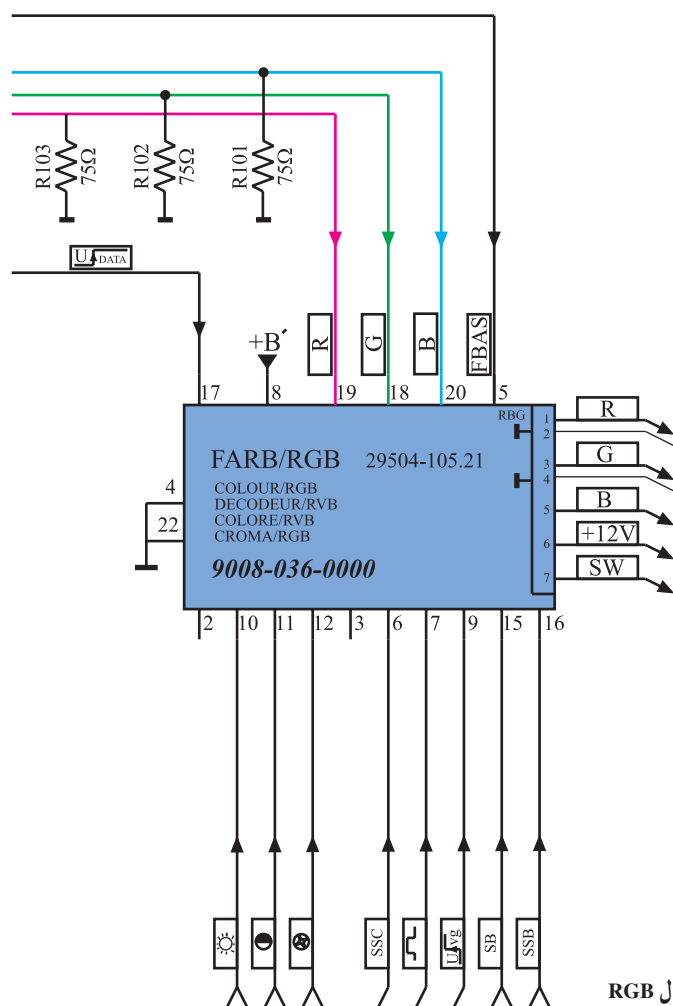 R103
75Ω
R102
75Ω
R101
75Ω
U DATA
+B´
R
G
B
FBAS
17
8
19
18
20
5
RBG
1
R
2
FARB/RGB 29504-105.21
3
G
4
4
COLOUR/RGB
DECODEUR/RVB
5
B
22
COLORE/RVB
CROMA/RGB
6
+12V
9008-036-0000
7
SW
2
10
11
12
3
6
7
9
15
16
SSC
Uvg
SB
SSB
RGB ل